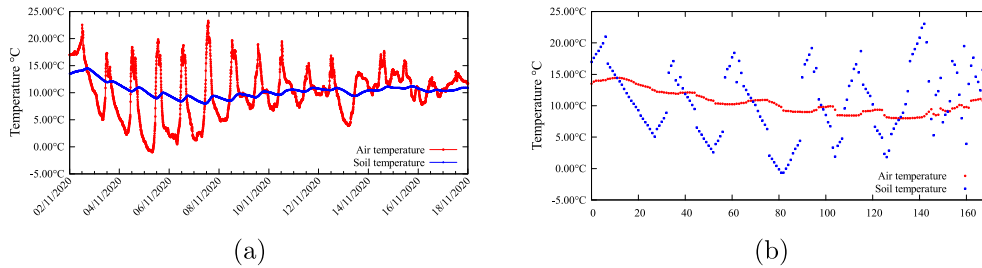 25.00°C
20.00°C
15.00°C
10.00°C
5.00°C
0.00°C
-5.00°C
Temperature °C
Air temperature
Soil temperature
02/11/2020
04/11/2020
06/11/2020
08/11/2020
10/11/2020
12/11/2020
14/11/2020
16/11/2020
18/11/2020
(a)
25.00°C
20.00°C
15.00°C
10.00°C
5.00°C
0.00°C
-5.00°C
Temperature °C
Air temperature
Soil temperature
0 20 40 60 80 100 120 140 160
(b)